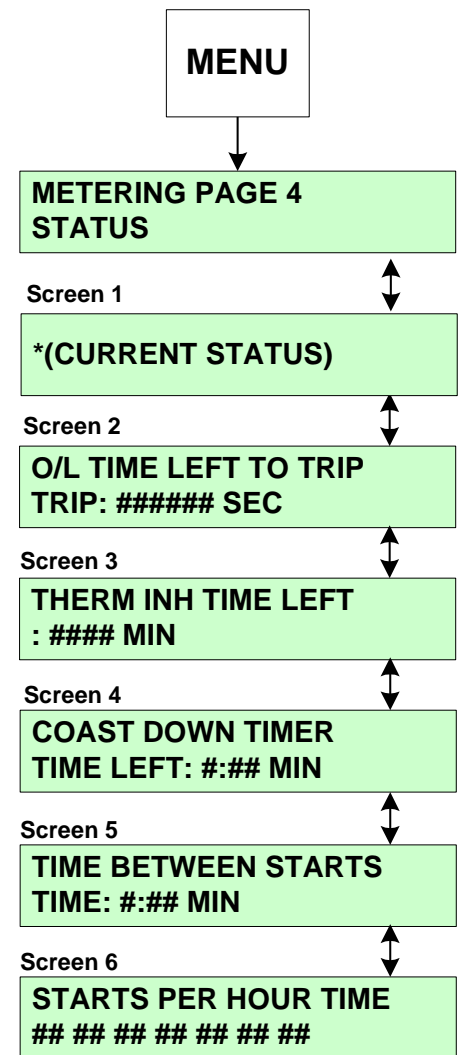 MENU
METERING PAGE 4
STATUS
Screen 1
*(CURRENT STATUS)
Screen 2
O/L TIME LEFT TO TRIP
TRIP: ###### SEC
Screen 3
THERM INH TIME LEFT
: #### MIN
Screen 4
COAST DOWN TIMER
TIME LEFT: #:## MIN
Screen 5
TIME BETWEEN STARTS
TIME: #:## MIN
Screen 6
STARTS PER HOUR TIME
## ## ## ## ## ## ##